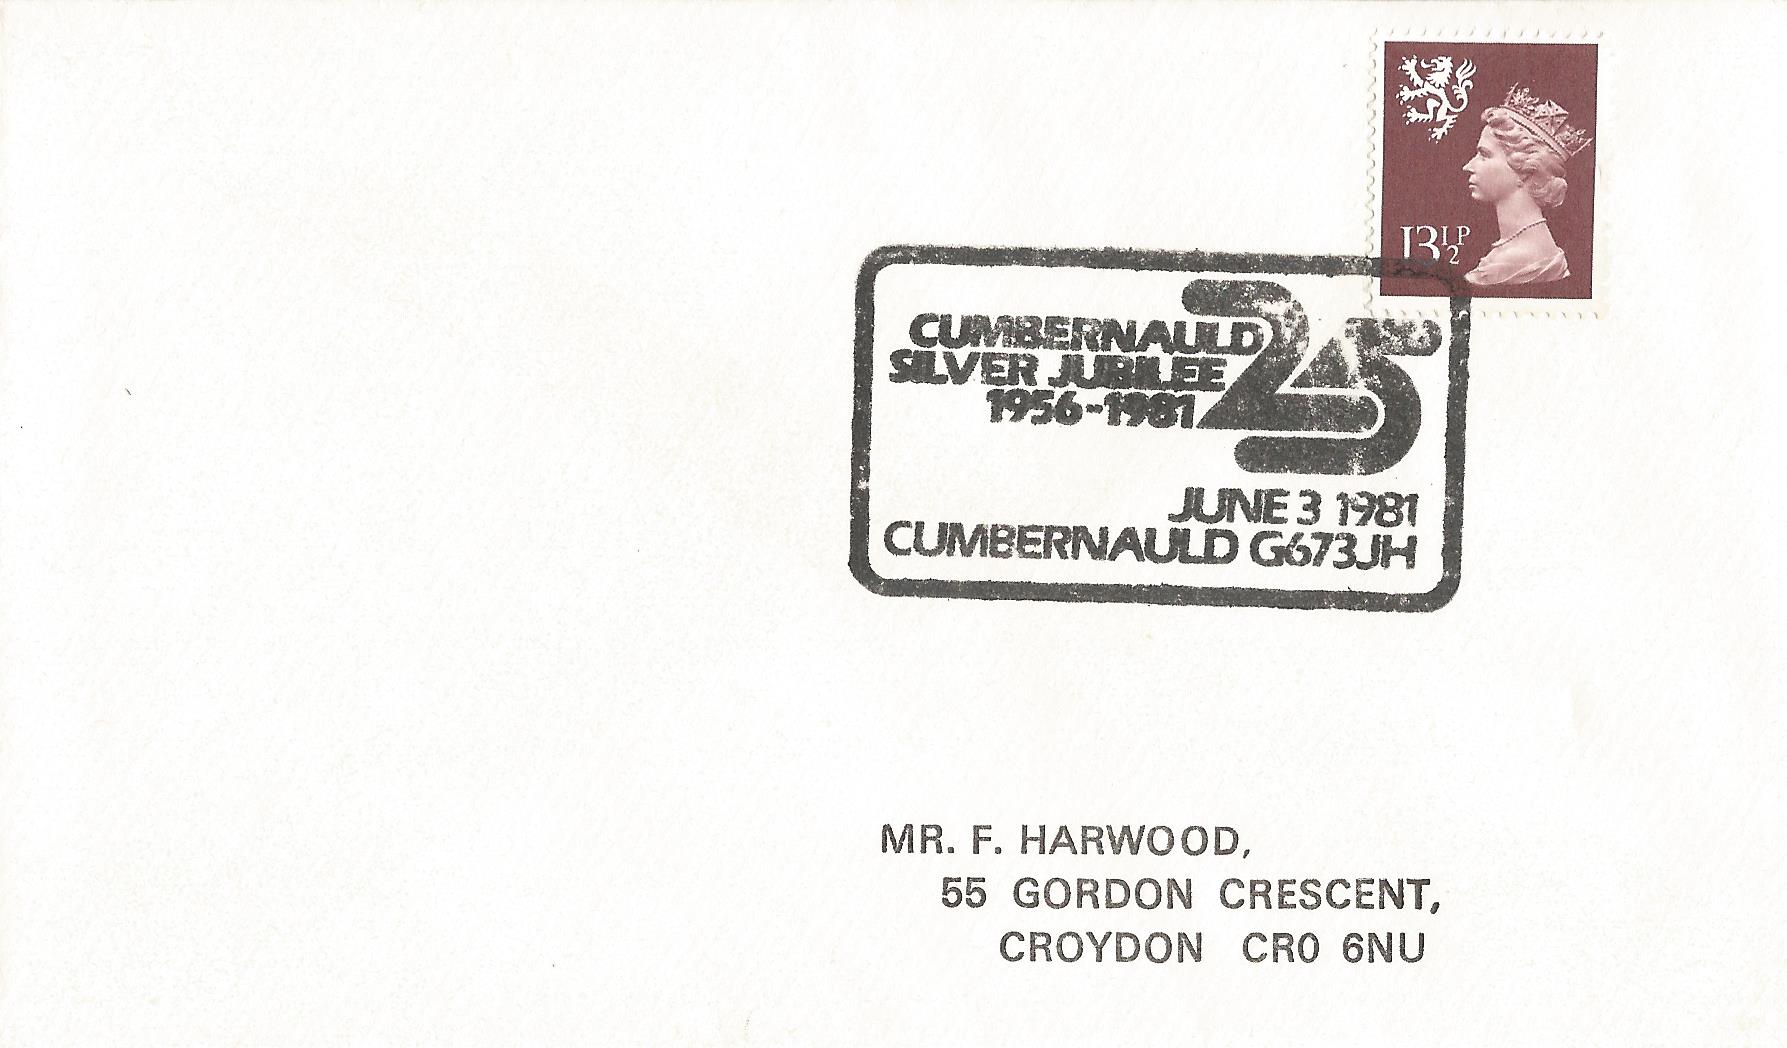 13½P
CUMBERNAULD
SILVER JUBILEE
1956-1981
25
JUNE 3 1981
CUMBERNAULD G673JH
MR. F. HARWOOD,
55 GORDON CRESCENT,
CROYDON CR0 6NU